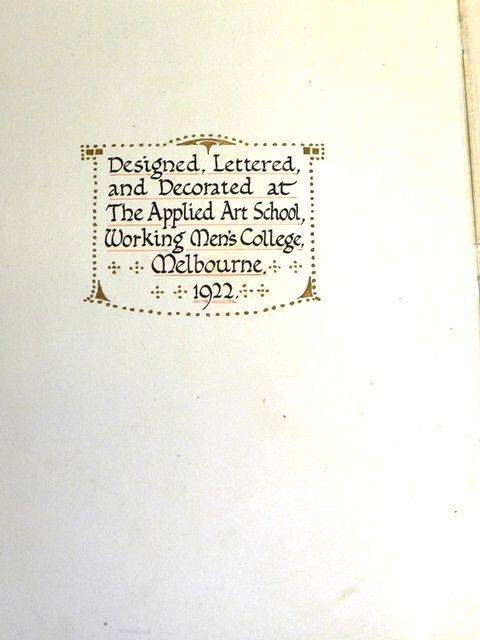 Designed, Lettered,
and Decorated at
The Applied Art School,
Working Men's College,
Melbourne,
1922.